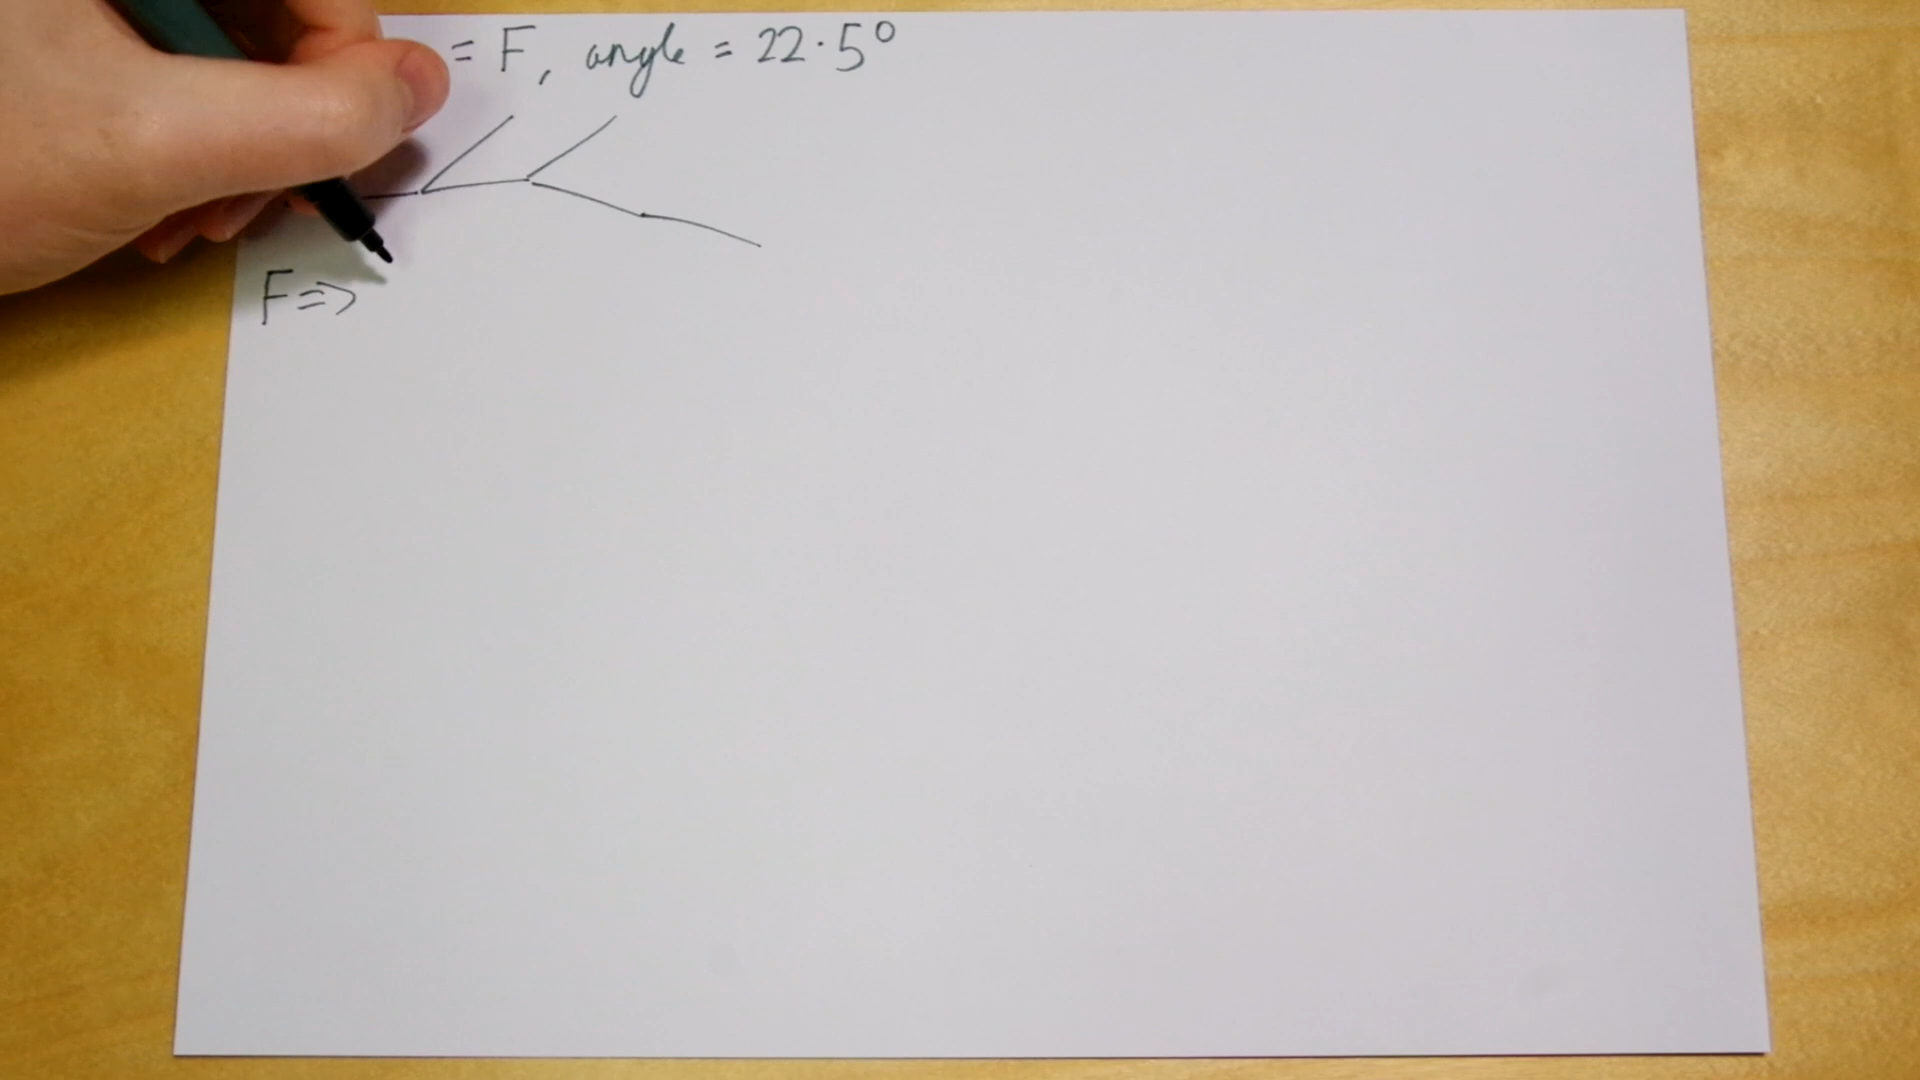 = F, angle = 22.5°
F=>